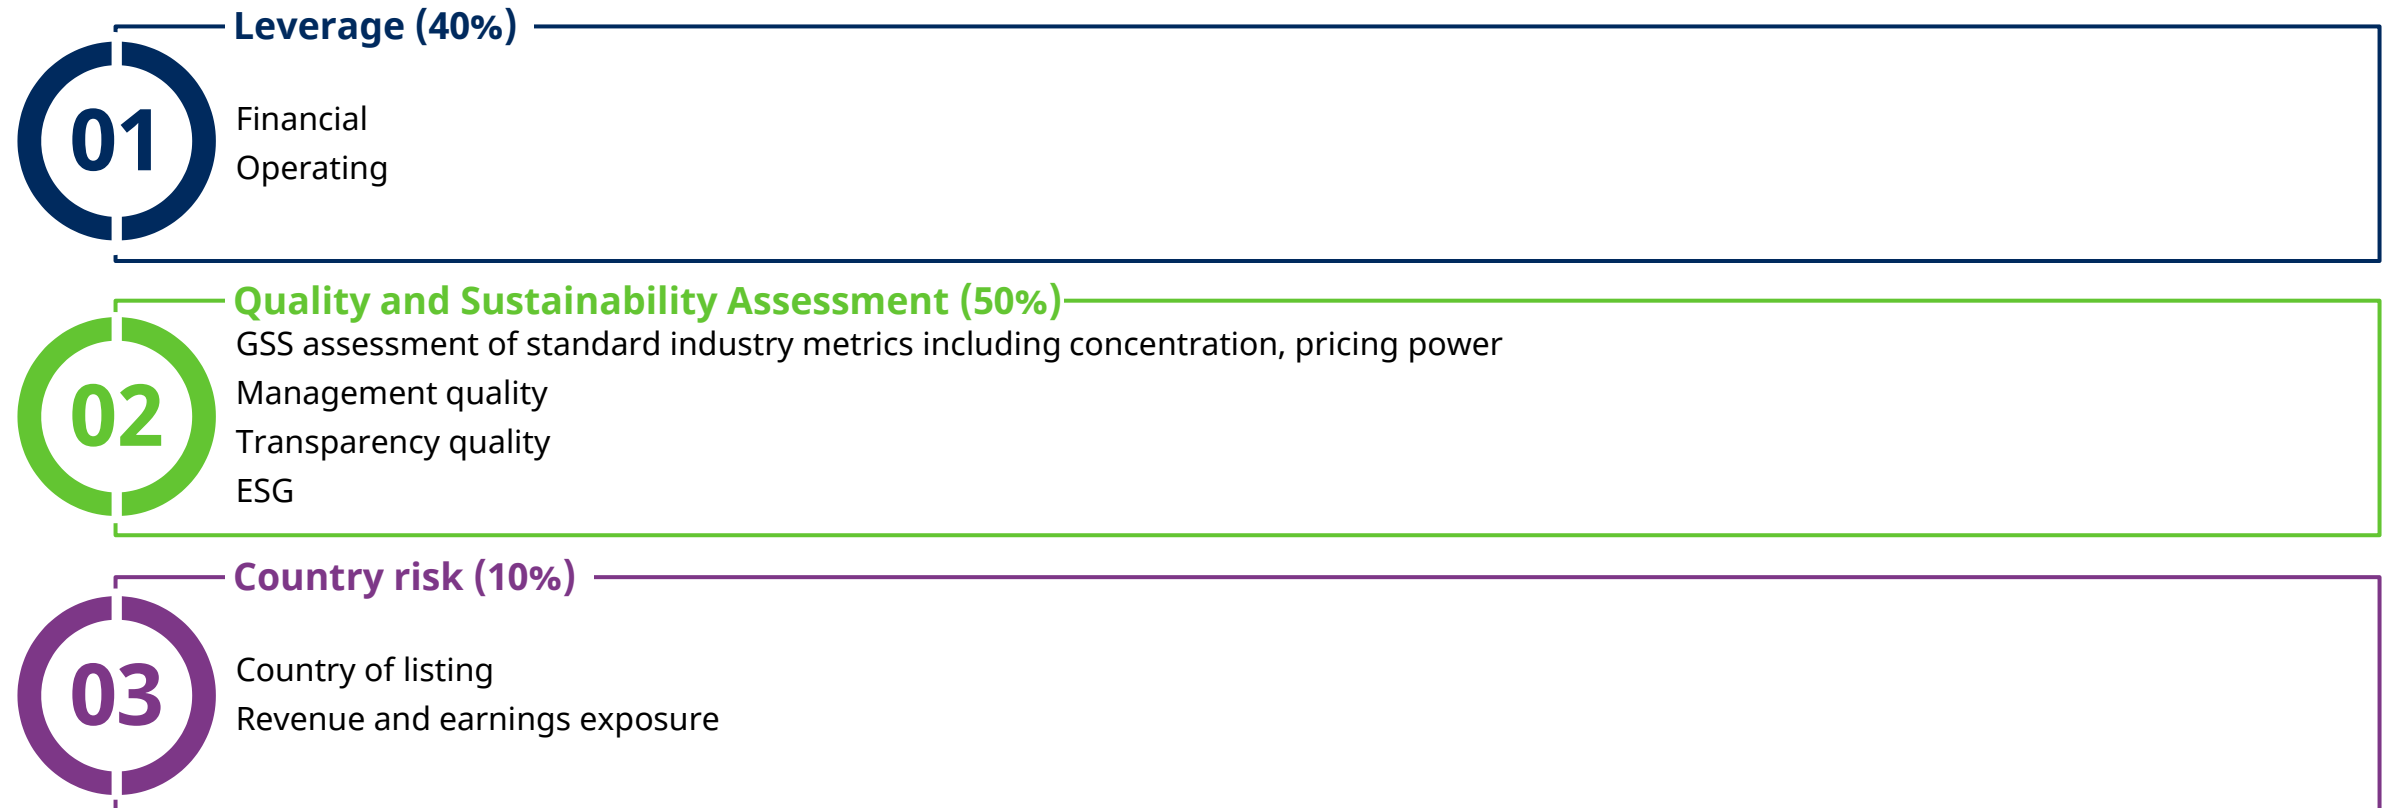 Leverage (40%)
01
Financial
Operating
Quality and Sustainability Assessment (50%)
02
GSS assessment of standard industry metrics including concentration, pricing power
Management quality
Transparency quality
ESG
Country risk (10%)
03
Country of listing
Revenue and earnings exposure